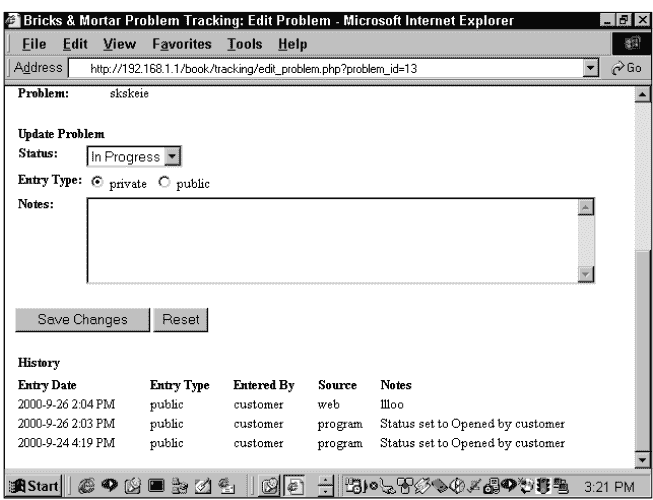 Bricks & Mortar Problem Tracking: Edit Problem - Microsoft Internet Explorer
File Edit View Favorites Tools Help
Address http://192.168.1.1/book/tracking/edit_problem.php?problem_id=13 Go
Problem: skskeie
Update Problem
Status: In Progress
Entry Type: private public
Notes:
Save Changes Reset
History
Entry Date Entry Type Entered By Source Notes
2000-9-26 2:04 PM public customer web llloo
2000-9-26 2:03 PM public customer program Status set to Opened by customer
2000-9-24 4:19 PM public customer program Status set to Opened by customer
Start 3:21 PM